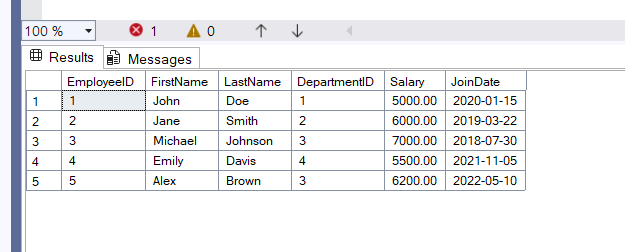 100 % 1 0
Results Messages
EmployeeID FirstName LastName DepartmentID Salary JoinDate
1 1 John Doe 1 5000.00 2020-01-15
2 2 Jane Smith 2 6000.00 2019-03-22
3 3 Michael Johnson 3 7000.00 2018-07-30
4 4 Emily Davis 4 5500.00 2021-11-05
5 5 Alex Brown 3 6200.00 2022-05-10